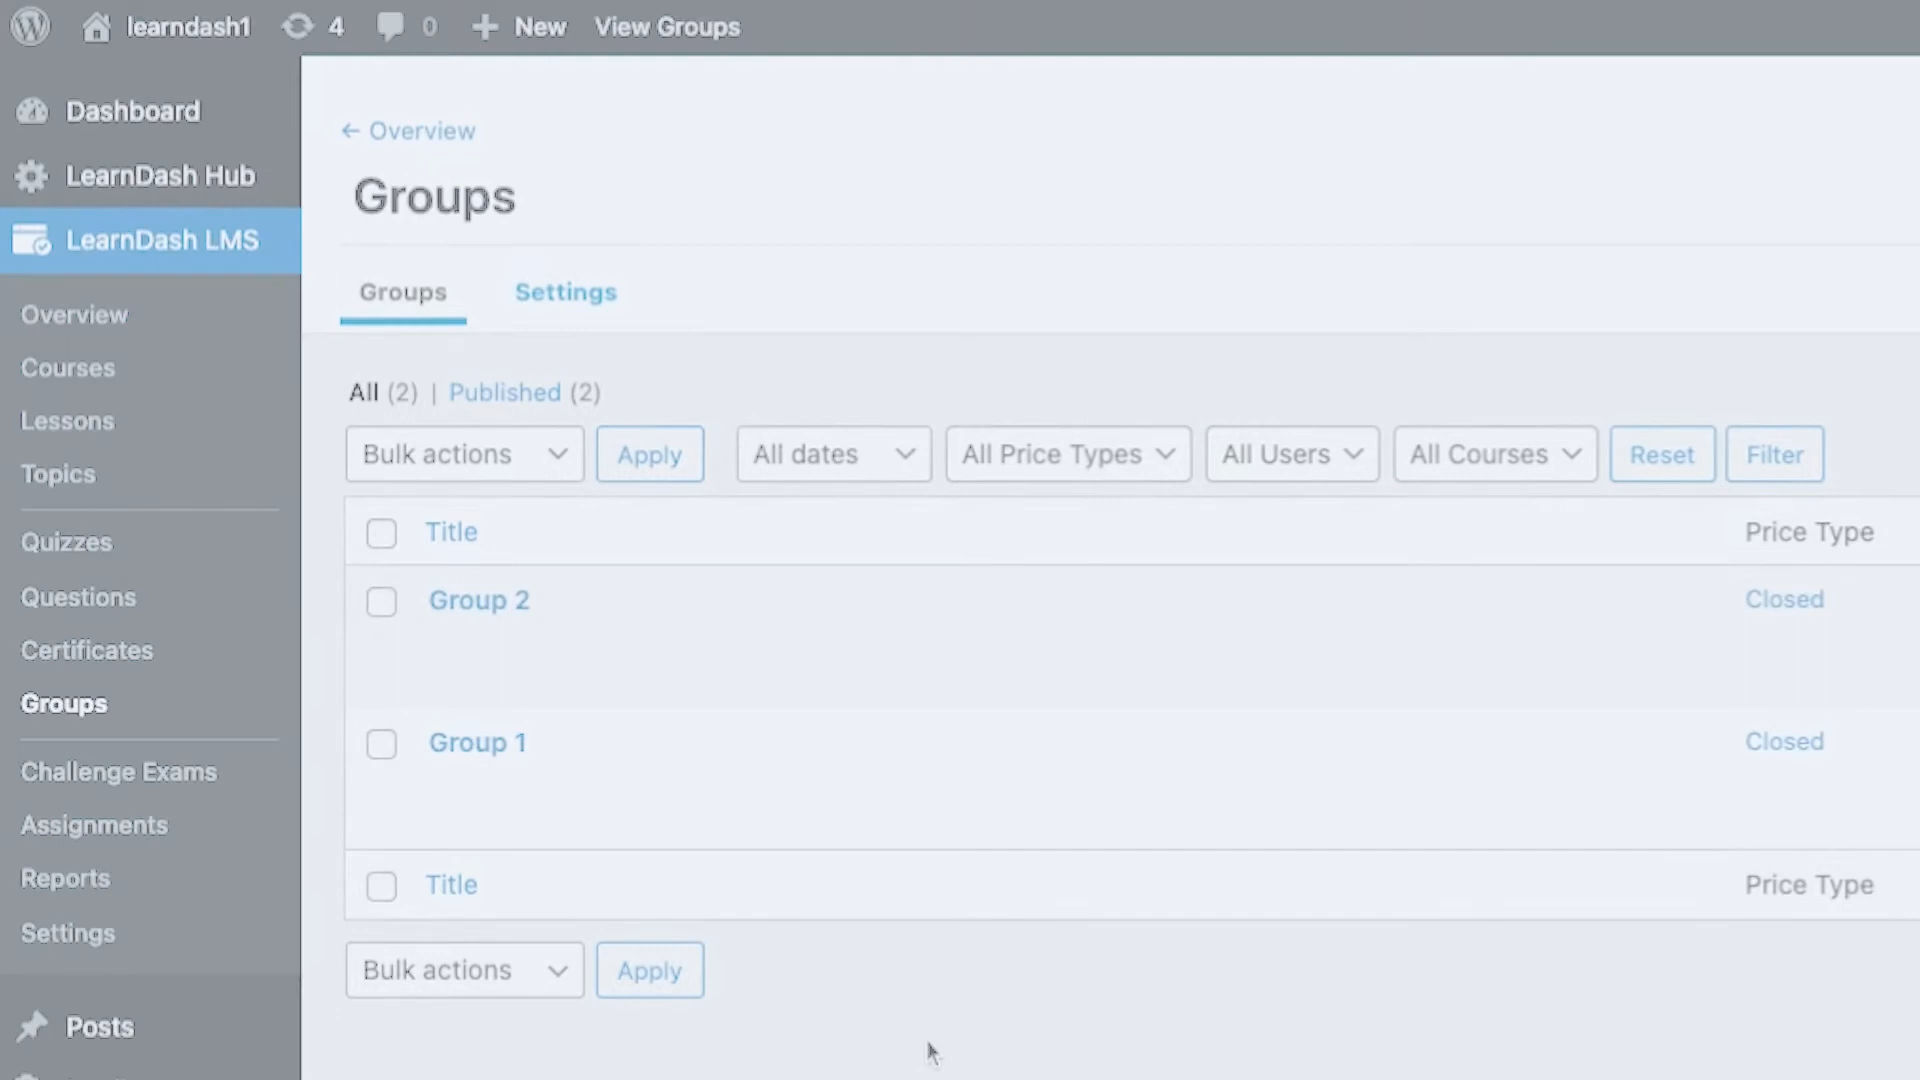 learndash1 4 0 New View Groups
Dashboard
LearnDash Hub
LearnDash LMS
Overview
Courses
Lessons
Topics
Quizzes
Questions
Certificates
Groups
Challenge Exams
Assignments
Reports
Settings
Posts
← Overview
Groups
Groups Settings
All (2) | Published (2)
Bulk actions Apply All dates All Price Types All Users All Courses Reset Filter
Title Price Type
Group 2 Closed
Group 1 Closed
Title Price Type
Bulk actions Apply